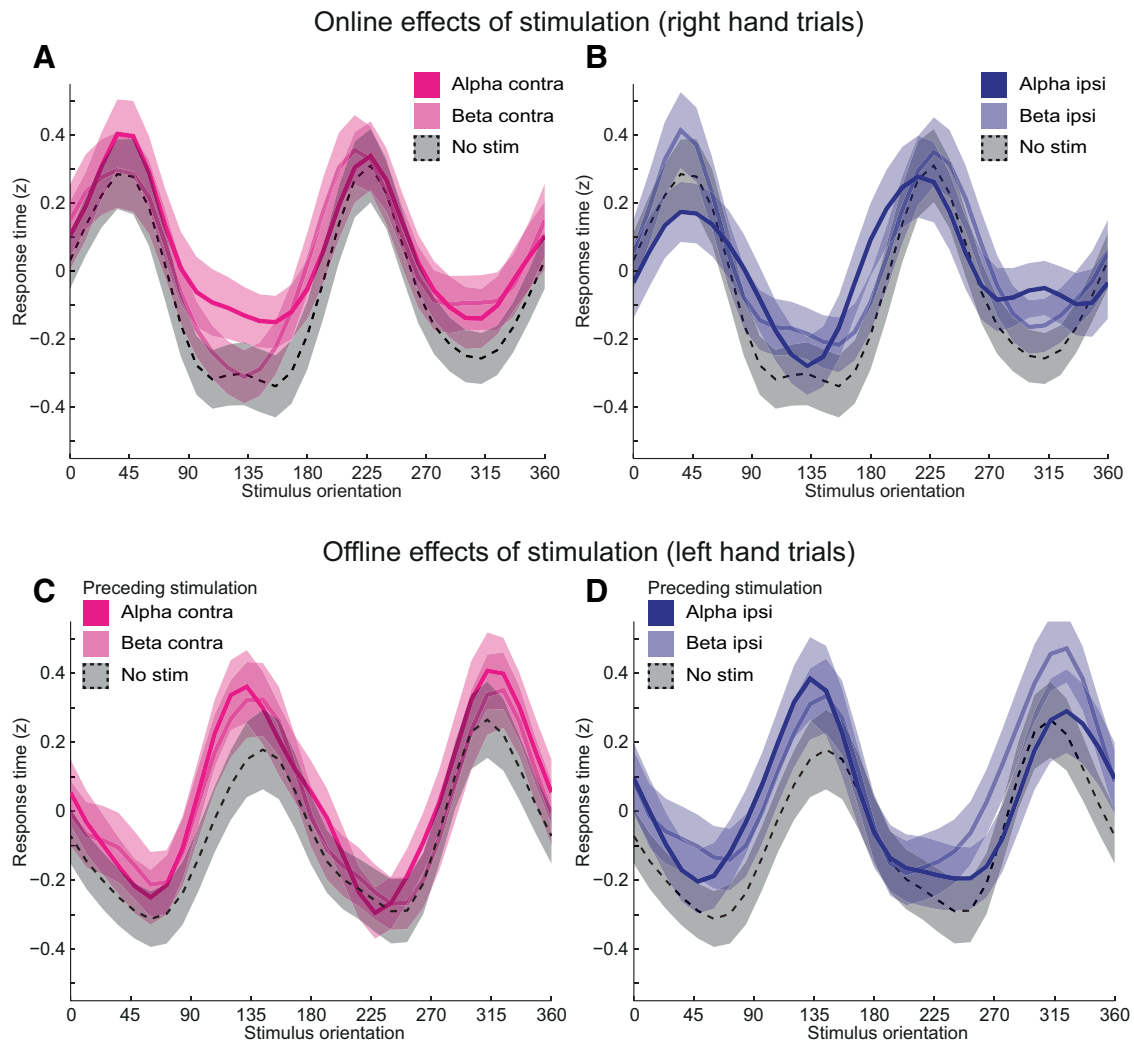 Online effects of stimulation (right hand trials)
A
Alpha contra
Beta contra
No stim
Response time (z)
0.4
0.2
0
−0.2
−0.4
0 45 90 135 180 225 270 315 360
Stimulus orientation
B
Alpha ipsi
Beta ipsi
No stim
Response time (z)
0.4
0.2
0
−0.2
−0.4
0 45 90 135 180 225 270 315 360
Stimulus orientation
Offline effects of stimulation (left hand trials)
C
Preceding stimulation
Alpha contra
Beta contra
No stim
Response time (z)
0.4
0.2
0
−0.2
−0.4
0 45 90 135 180 225 270 315 360
Stimulus orientation
D
Preceding stimulation
Alpha ipsi
Beta ipsi
No stim
Response time (z)
0.4
0.2
0
−0.2
−0.4
0 45 90 135 180 225 270 315 360
Stimulus orientation